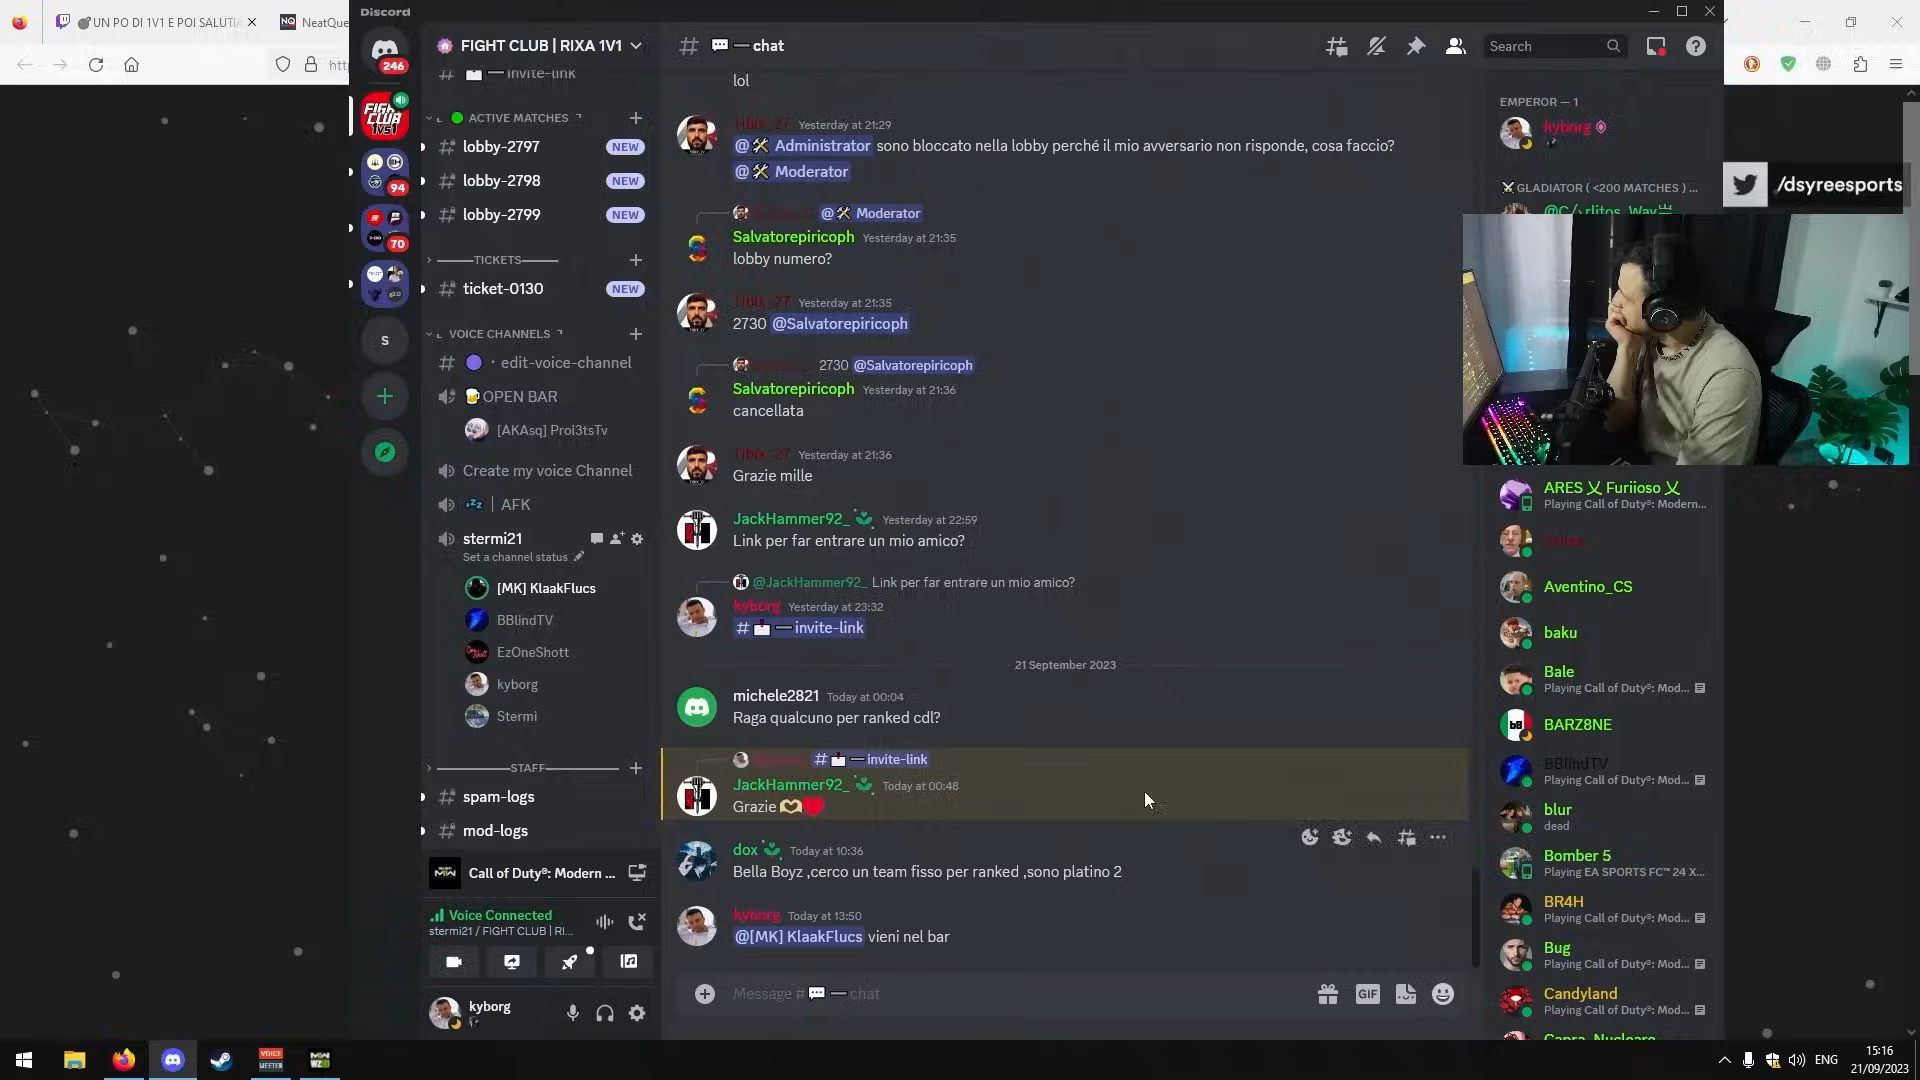 Discord
UN PO DI 1V1 E POI SALUTI
NeatQue
htt
246
94
70
S
FIGHT CLUB | RIXA 1V1
invite-link
ACTIVE MATCHES
lobby-2797
NEW
lobby-2798
NEW
lobby-2799
NEW
TICKETS
ticket-0130
NEW
VOICE CHANNELS
edit-voice-channel
OPEN BAR
[AKAsq] Proi3tsTv
Create my voice Channel
AFK
stermi21
Set a channel status
[MK] KlaakFlucs
BBlindTV
EzOneShott
kyborg
Stermi
STAFF
spam-logs
mod-logs
Call of Duty®: Modern ...
Voice Connected
stermi21 / FIGHT CLUB | RI...
kyborg
chat
Search
lol
Yesterday at 21:29
@🛠 Administrator sono bloccato nella lobby perché il mio avversario non risponde, cosa faccio?
@🛠 Moderator
@🛠 Moderator
Salvatorepiricoph Yesterday at 21:35
lobby numero?
Yesterday at 21:35
2730 @Salvatorepiricoph
2730 @Salvatorepiricoph
Salvatorepiricoph Yesterday at 21:36
cancellata
Yesterday at 21:36
Grazie mille
JackHammer92_ Yesterday at 22:59
Link per far entrare un mio amico?
@JackHammer92_ Link per far entrare un mio amico?
kyborg Yesterday at 23:32
# invite-link
21 September 2023
michele2821 Today at 00:04
Raga qualcuno per ranked cdl?
# invite-link
JackHammer92_ Today at 00:48
Grazie 🫶❤️
dox Today at 10:36
Bella Boyz ,cerco un team fisso per ranked ,sono platino 2
kyborg Today at 13:50
@[MK] KlaakFlucs vieni nel bar
Message # chat
GIF
EMPEROR — 1
kyborg
GLADIATOR ( <200 MATCHES ) ...
/dsyreesports
ARES 乂 Furiioso 乂
Playing Call of Duty®: Modern...
Aventino_CS
baku
Bale
Playing Call of Duty®: Mod...
BARZ8NE
BBlindTV
Playing Call of Duty®: Mod...
blur
dead
Bomber 5
Playing EA SPORTS FC™ 24 X...
BR4H
Playing Call of Duty®: Mod...
Bug
Playing Call of Duty®: Mod...
Candyland
Playing Call of Duty®: Mod...
VOICE MEETER
ENG
15:16
21/09/2023